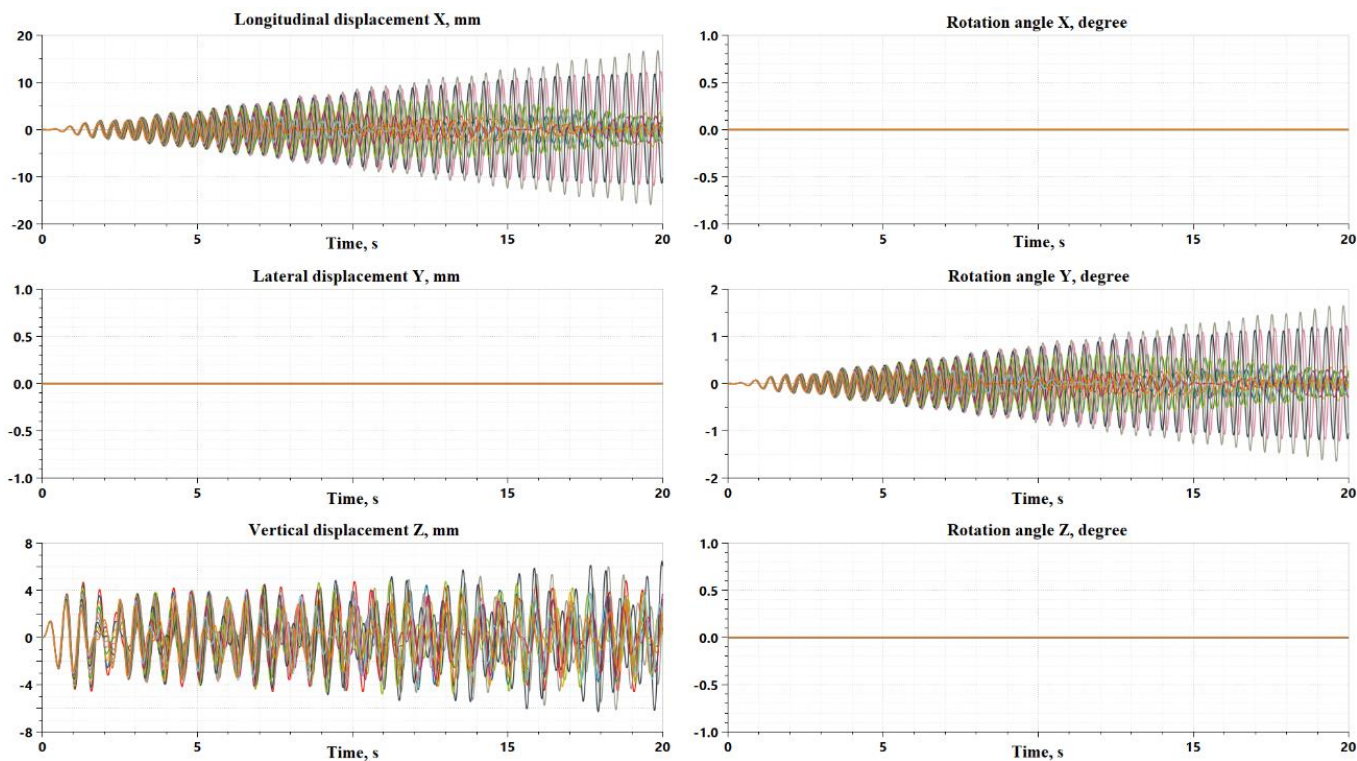 Longitudinal displacement X, mm
20
10
0
-10
-20
0 5 15 20
Time, s
Rotation angle X, degree
1.0
0.5
0.0
-0.5
-1.0
0 5 10 15 20
Time, s
Lateral displacement Y, mm
1.0
0.5
0.0
-0.5
-1.0
0 5 15 20
Time, s
Rotation angle Y, degree
2
1
0
-1
-2
0 5 15 20
Time, s
Vertical displacement Z, mm
8
4
0
-4
-8
0 5 15 20
Time, s
Rotation angle Z, degree
1.0
0.5
0.0
-0.5
-1.0
0 5 15 20
Time, s